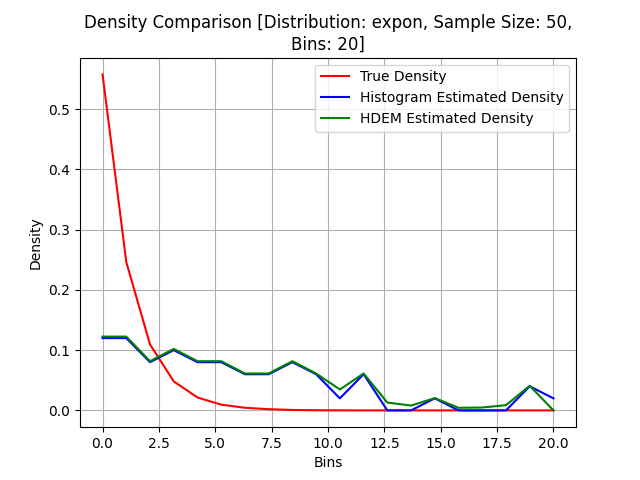 Density Comparison [Distribution: expon, Sample Size: 50,
Bins: 20]
True Density
Histogram Estimated Density
HDEM Estimated Density
Density
0.5
0.4
0.3
0.2
0.1
0.0
0.0 2.5 5.0 7.5 10.0 12.5 15.0 17.5 20.0
Bins